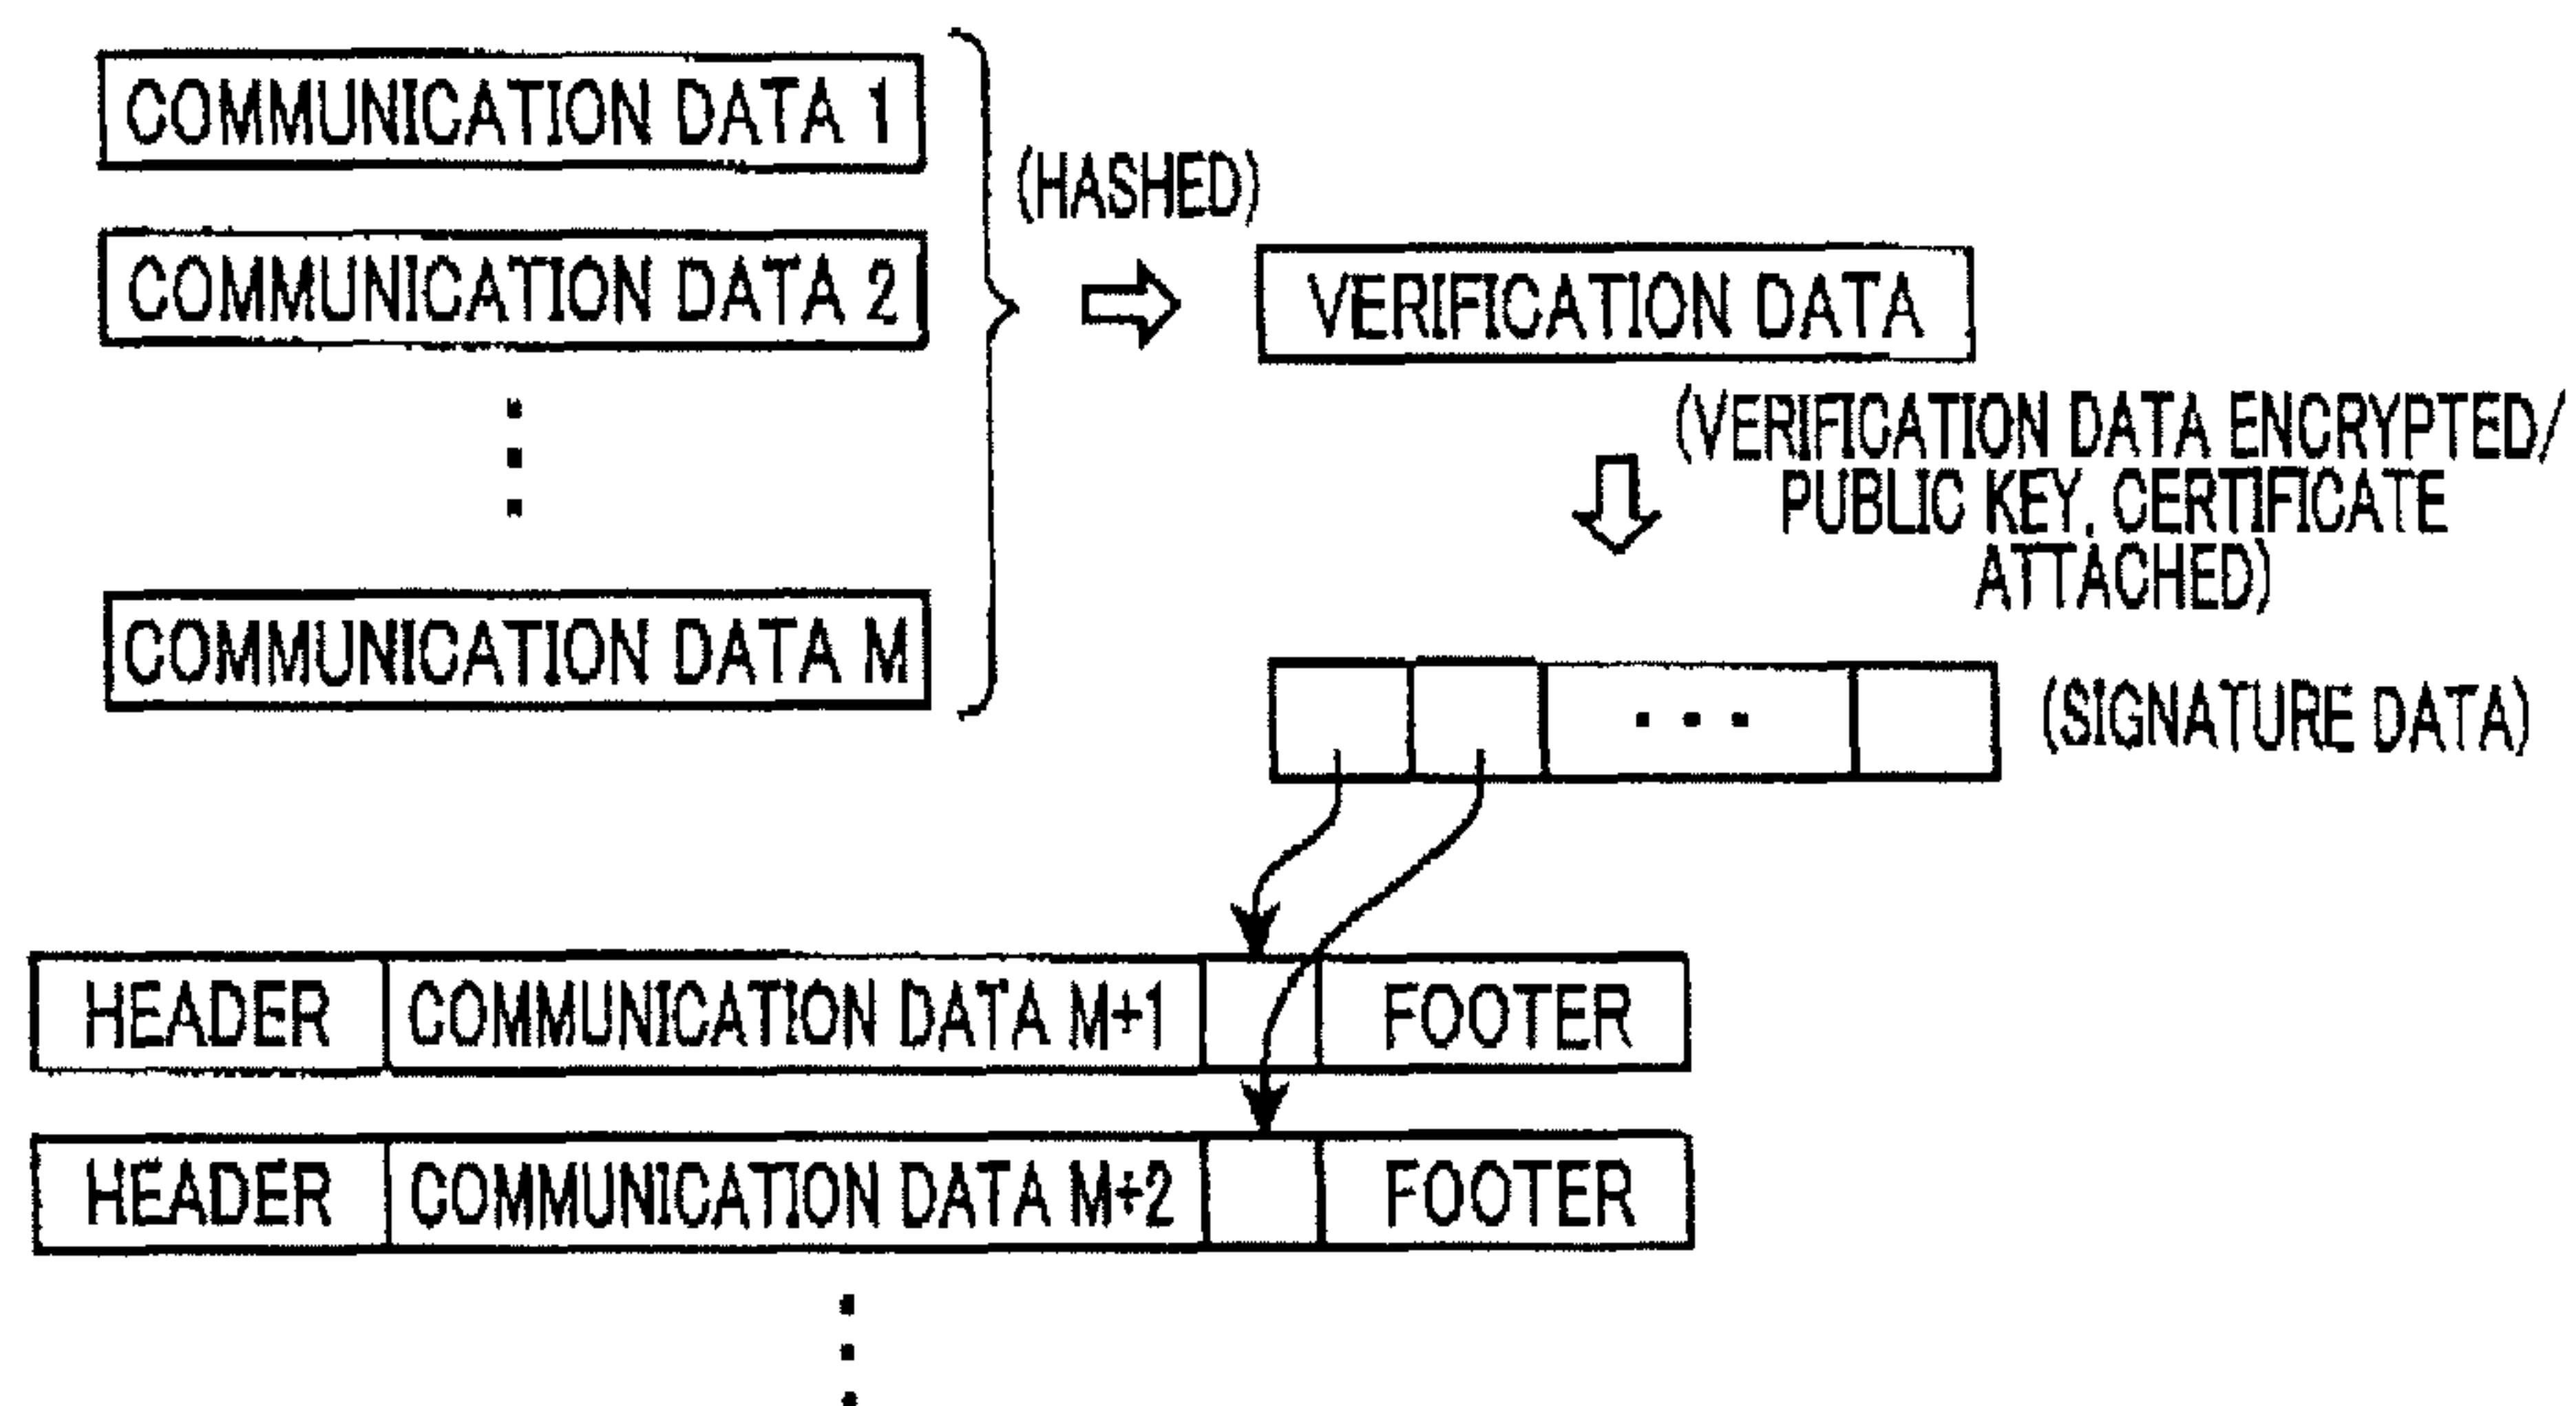 COMMUNICATION DATA 1
(HASHED)
COMMUNICATION DATA 2
VERIFICATION DATA
(VERIFICATION DATA ENCRYPTED/
PUBLIC KEY, CERTIFICATE
ATTACHED)
COMMUNICATION DATA M
(SIGNATURE DATA)
HEADER COMMUNICATION DATA M+1 FOOTER
HEADER COMMUNICATION DATA M+2 FOOTER